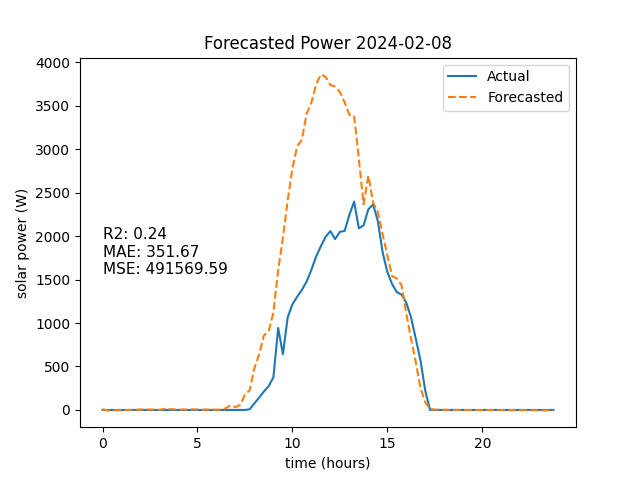 Forecasted Power 2024-02-08
4000
3500
3000
2500
2000
1500
1000
500
0
solar power (W)
Actual
Forecasted
R2: 0.24
MAE: 351.67
MSE: 491569.59
0 5 10 15 20
time (hours)